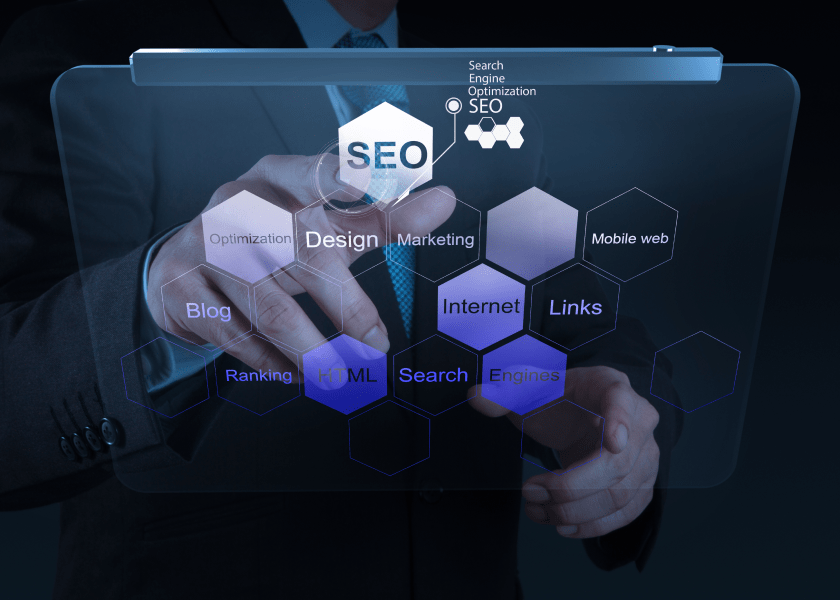 Search
Engine
Optimization
SEO
SEO
Optimization
Design
Marketing
Mobile web
Blog
Internet
Links
Ranking
HTML
Search
Engines